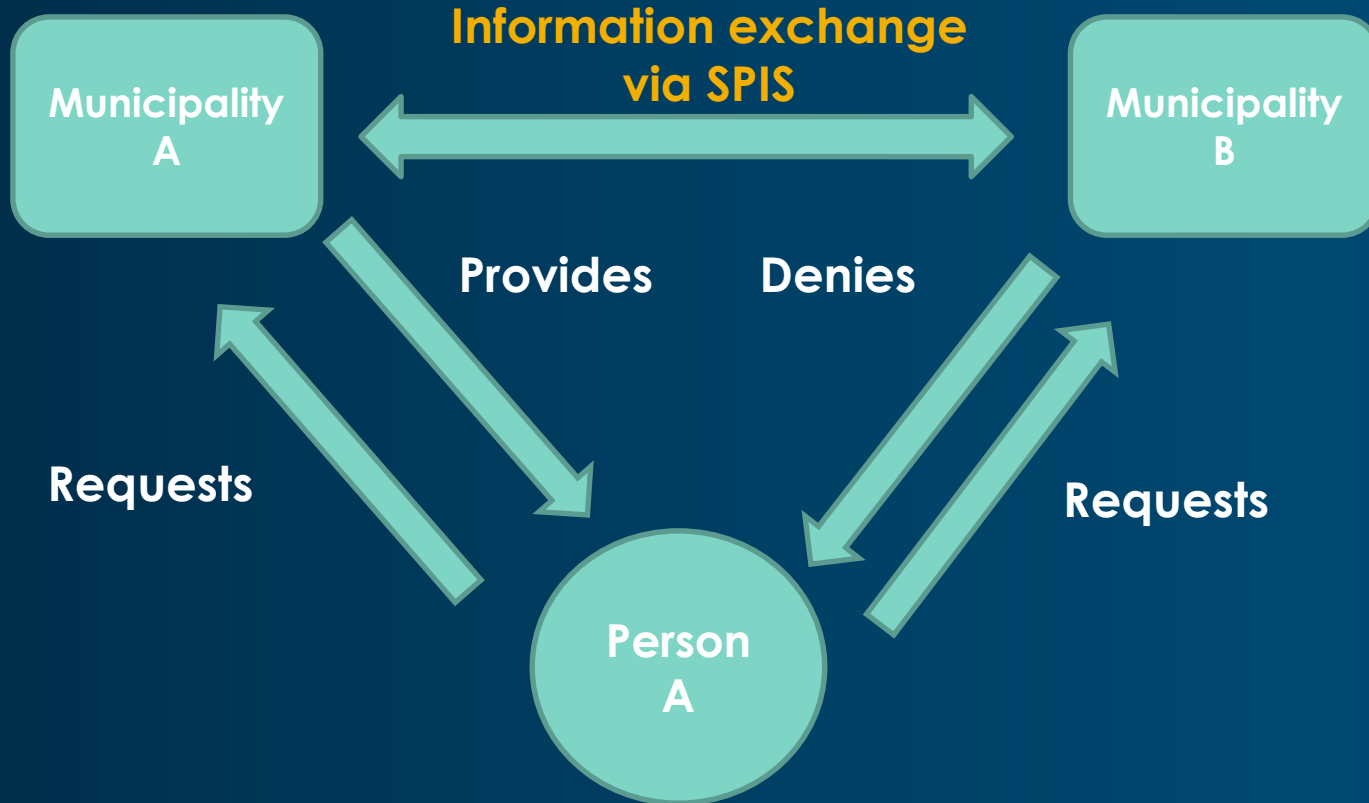 Information exchange
via SPIS
Municipality
A
Municipality
B
Provides
Denies
Requests
Requests
Person
A